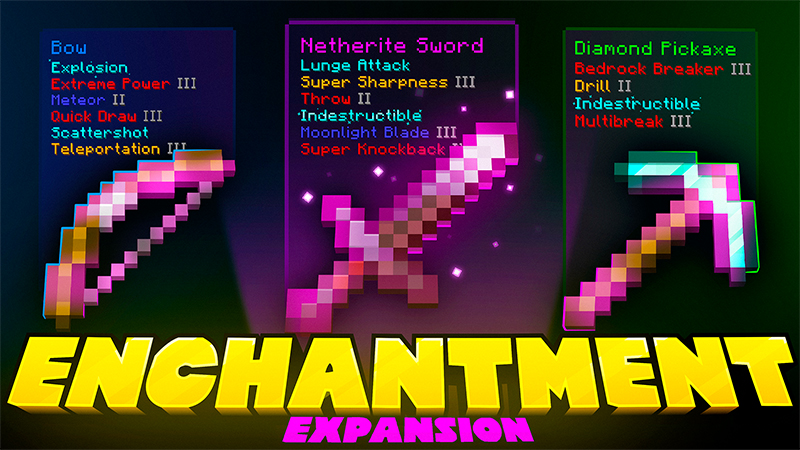 Bow
Explosion
Extreme Power III
Meteor II
Quick Draw III
Scattershot
Teleportation III
Netherite Sword
Lunge Attack
Super Sharpness III
Throw II
Indestructible
Moonlight Blade III
Super Knockback
Diamond Pickaxe
Bedrock Breaker III
Drill II
Indestructible
Multibreak III
ENCHANTMENT
EXPANSION